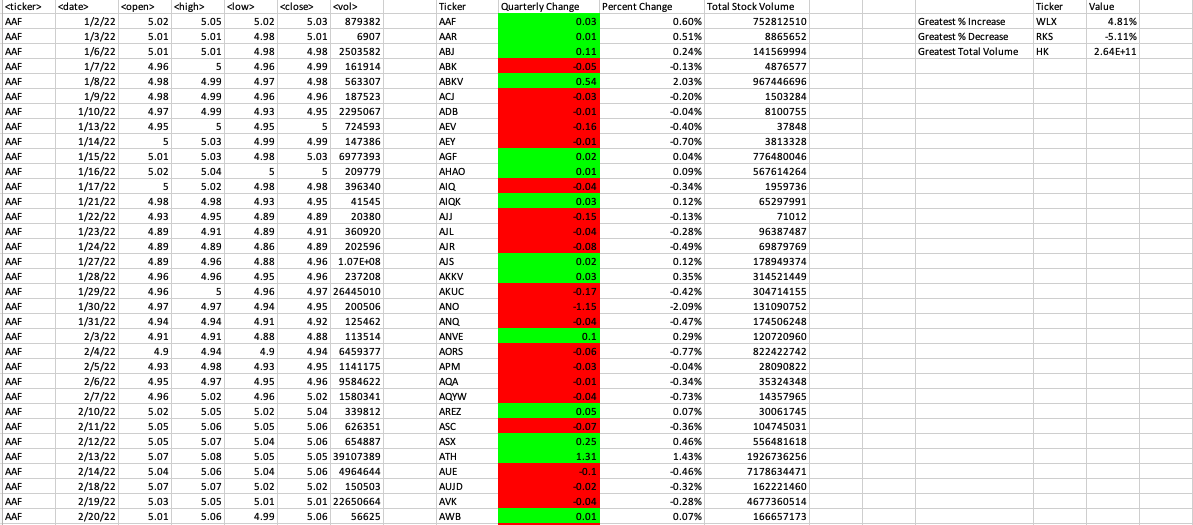 <ticker> <date> <open> <high> <low> <close> <vol> Ticker Quarterly Change Percent Change Total Stock Volume Ticker Value
AAF 1/2/22 5.02 5.05 5.02 5.03 879382 AAF 0.03 0.60% 752812510 Greatest % Increase WLX 4.81%
AAF 1/3/22 5.01 5.01 4.98 5.01 6907 AAR 0.01 0.51% 8865652 Greatest % Decrease RKS -5.11%
AAF 1/6/22 5.01 5.01 4.98 4.98 2503582 ABJ 0.11 0.24% 141569994 Greatest Total Volume HK 2.64E+11
AAF 1/7/22 4.96 5 4.96 4.99 161914 ABK -0.05 -0.13% 4876577
AAF 1/8/22 4.98 4.99 4.97 4.98 563307 ABKV 0.54 2.03% 967446696
AAF 1/9/22 4.98 4.99 4.96 4.96 187523 ACJ -0.03 -0.20% 1503284
AAF 1/10/22 4.97 4.99 4.93 4.95 2295067 ADB -0.01 -0.04% 8100755
AAF 1/13/22 4.95 5 4.95 5 724593 AEV -0.16 -0.40% 37848
AAF 1/14/22 5 5.03 4.99 4.99 147386 AEY -0.01 -0.70% 3813328
AAF 1/15/22 5.01 5.03 4.98 5.03 6977393 AGF 0.02 0.04% 776480046
AAF 1/16/22 5.02 5.04 5 5 209779 AHAO 0.01 0.09% 567614264
AAF 1/17/22 5 5.02 4.98 4.98 396340 AIQ -0.04 -0.34% 1959736
AAF 1/21/22 4.98 4.98 4.93 4.95 41545 AIQK 0.03 0.12% 65297991
AAF 1/22/22 4.93 4.95 4.89 4.89 20380 AJJ -0.15 -0.13% 71012
AAF 1/23/22 4.89 4.91 4.89 4.91 360920 AJL -0.04 -0.28% 96387487
AAF 1/24/22 4.89 4.89 4.86 4.89 202596 AJR -0.08 -0.49% 69879769
AAF 1/27/22 4.89 4.96 4.88 4.96 1.07E+08 AJS 0.02 0.12% 178949374
AAF 1/28/22 4.96 4.96 4.95 4.96 237208 AKKV 0.03 0.35% 314521449
AAF 1/29/22 4.96 5 4.96 4.97 26445010 AKUC -0.17 -0.42% 304714155
AAF 1/30/22 4.97 4.97 4.94 4.95 200506 ANO -1.15 -2.09% 131090752
AAF 1/31/22 4.94 4.94 4.91 4.92 125462 ANQ -0.04 -0.47% 174506248
AAF 2/3/22 4.91 4.91 4.88 4.88 113514 ANVE 0.1 0.29% 120720960
AAF 2/4/22 4.9 4.94 4.9 4.94 6459377 AORS -0.06 -0.77% 822422742
AAF 2/5/22 4.93 4.98 4.93 4.95 1141175 APM -0.03 -0.04% 28090822
AAF 2/6/22 4.95 4.97 4.95 4.96 9584622 AQA -0.01 -0.34% 35324348
AAF 2/7/22 4.96 5.02 4.96 5.02 1580341 AQYW -0.04 -0.73% 14357965
AAF 2/10/22 5.02 5.05 5.02 5.04 339812 AREZ 0.05 0.07% 30061745
AAF 2/11/22 5.05 5.06 5.05 5.06 626351 ASC -0.07 -0.36% 104745031
AAF 2/12/22 5.05 5.07 5.04 5.06 654887 ASX 0.25 0.46% 556481618
AAF 2/13/22 5.07 5.08 5.05 5.05 39107389 ATH 1.31 1.43% 1926736256
AAF 2/14/22 5.04 5.06 5.04 5.06 4964644 AUE -0.1 -0.46% 7178634471
AAF 2/18/22 5.07 5.07 5.02 5.02 150503 AUJD -0.02 -0.32% 162221460
AAF 2/19/22 5.03 5.05 5.01 5.01 22650664 AVK -0.04 -0.28% 4677360514
AAF 2/20/22 5.01 5.06 4.99 5.06 56625 AWB 0.01 0.07% 166657173